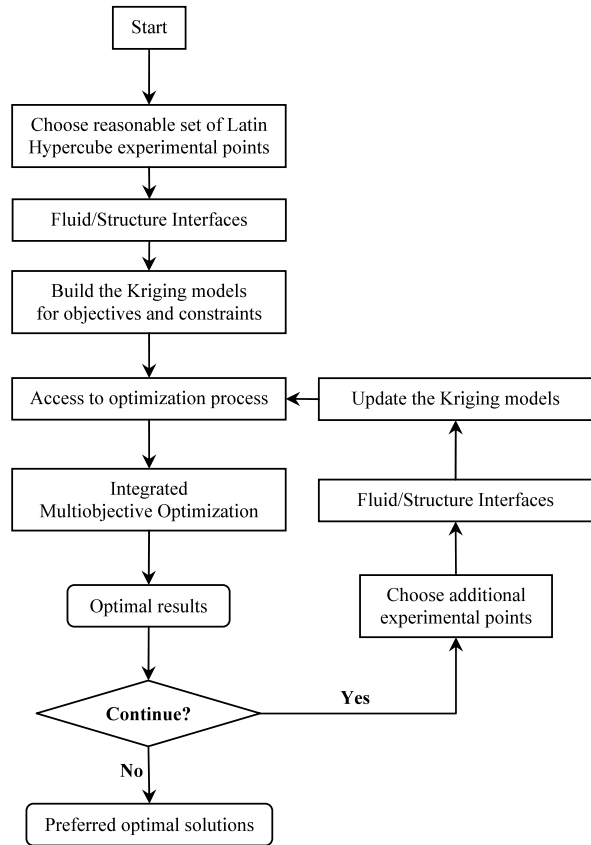 Start
Choose reasonable set of Latin
Hypercube experimental points
Fluid/Structure Interfaces
Build the Kriging models
for objectives and constraints
Access to optimization process
Update the Kriging models
Integrated
Multiobjective Optimization
Fluid/Structure Interfaces
Optimal results
Choose additional
experimental points
Continue?
Yes
No
Preferred optimal solutions